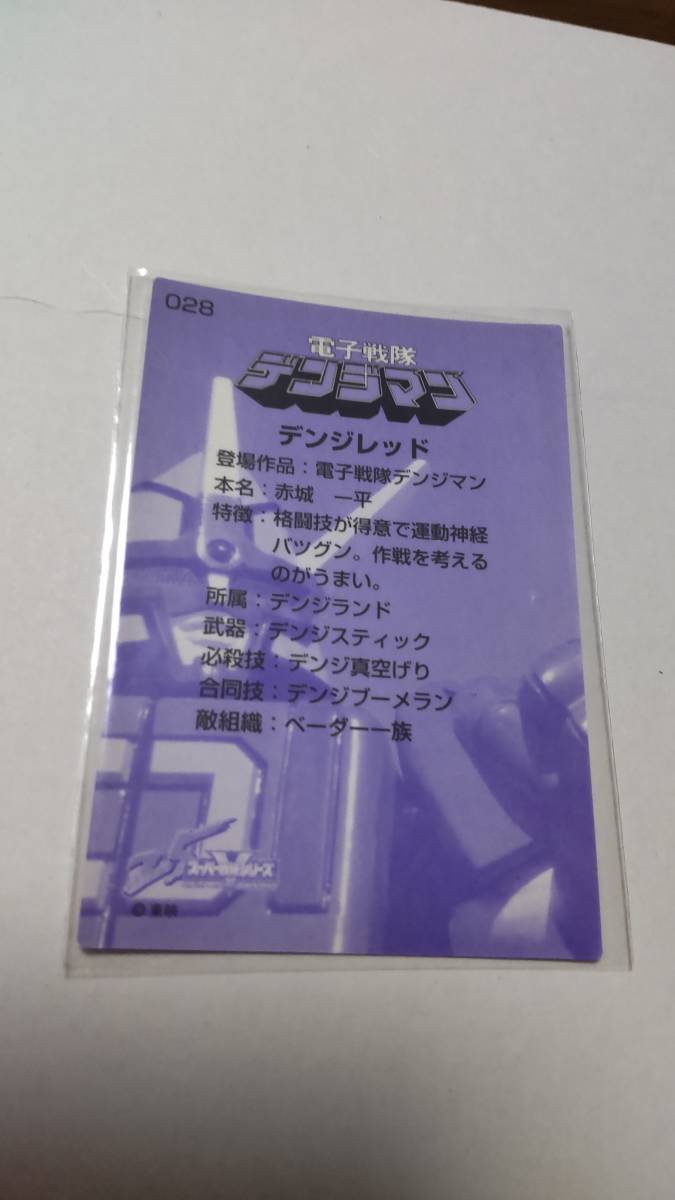 028
電子戦隊
デンジマン
デンジレッド
登場作品：電子戦隊デンジマン
本名：赤城　一平
特徴：格闘技が得意で運動神経
バツグン。作戦を考える
のがうまい。
所属：デンジランド
武器：デンジスティック
必殺技：デンジ真空げり
合同技：デンジブーメラン
敵組織：ベーダー一族
スーパー戦隊シリーズ
©東映